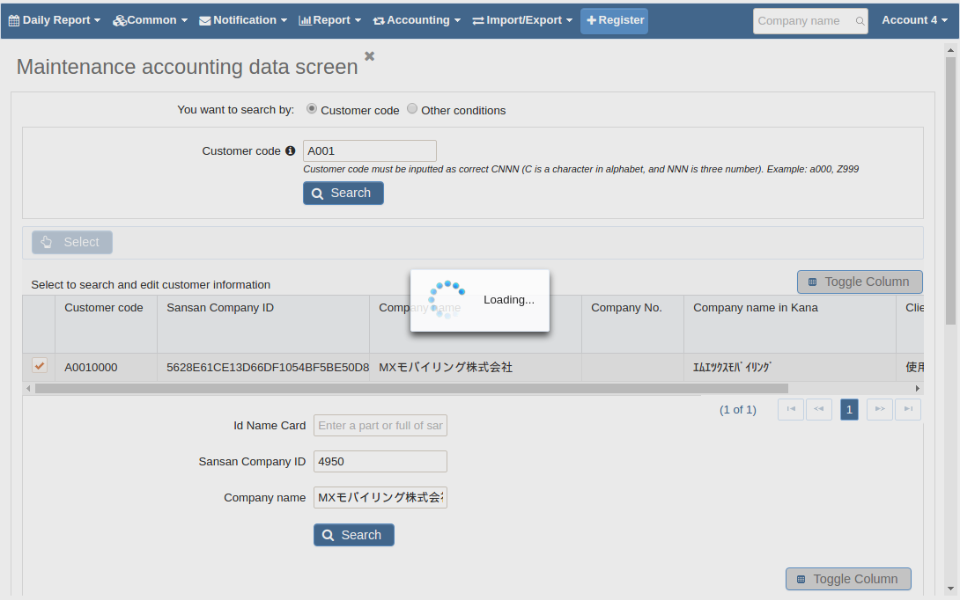 Daily Report Common Notification Report Accounting Import/Export Register Company name Account 4
Maintenance accounting data screen
You want to search by: Customer code Other conditions
Customer code A001
Customer code must be inputted as correct CNNN (C is a character in alphabet, and NNN is three number). Example: a000, Z999
Search
Select
Select to search and edit customer information
Toggle Column
Loading...
Customer code Sansan Company ID Company name Company No. Company name in Kana Clie
A0010000 5628E61CE13D66DF1054BF5BE50D8 MXモバイリング株式会社 ｴﾑｴｯｸｽﾓﾊﾞｲﾘﾝｸﾞ 使用
(1 of 1) 1
Id Name Card Enter a part or full of sar
Sansan Company ID 4950
Company name MXモバイリング株式会社
Search
Toggle Column